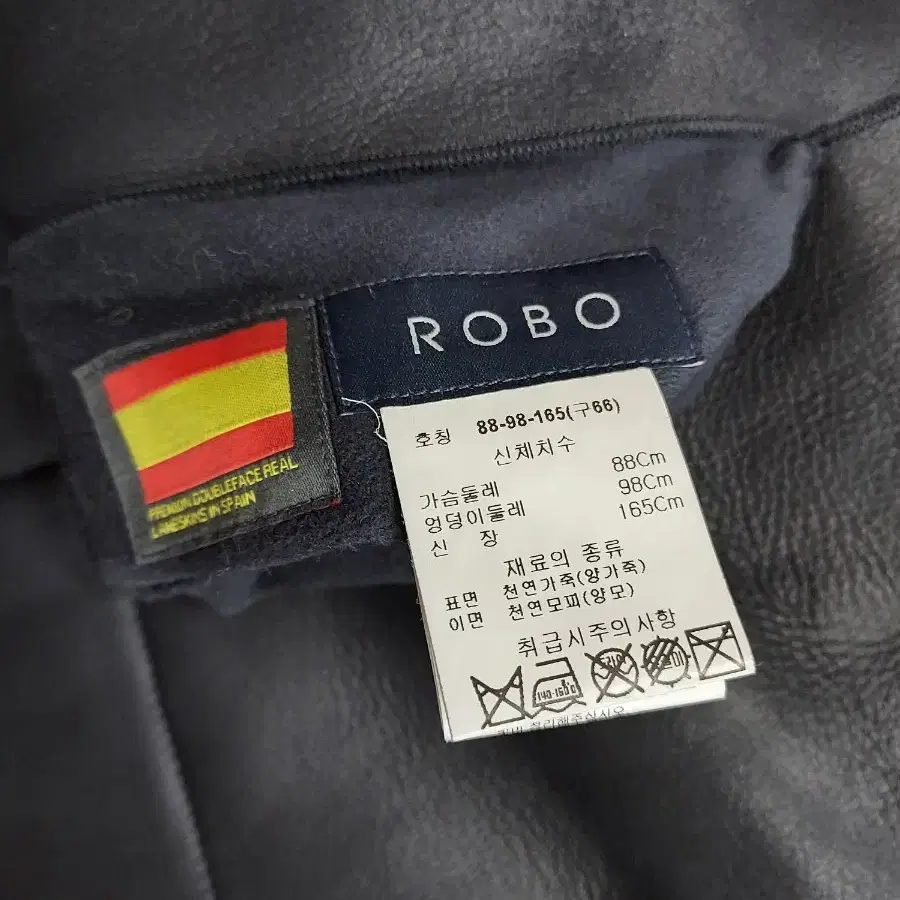 ROBO
PREMIUM DOUBLEFACE REAL
LAMBSKINS IN SPAIN
호칭 88-98-165(구66)
신체치수
가슴둘레 88Cm
엉덩이둘레 98Cm
신 장 165Cm
재료의 종류
표면 천연가죽(양가죽)
이면 천연모피(양모)
취급시주의사항
140-160℃
드라이